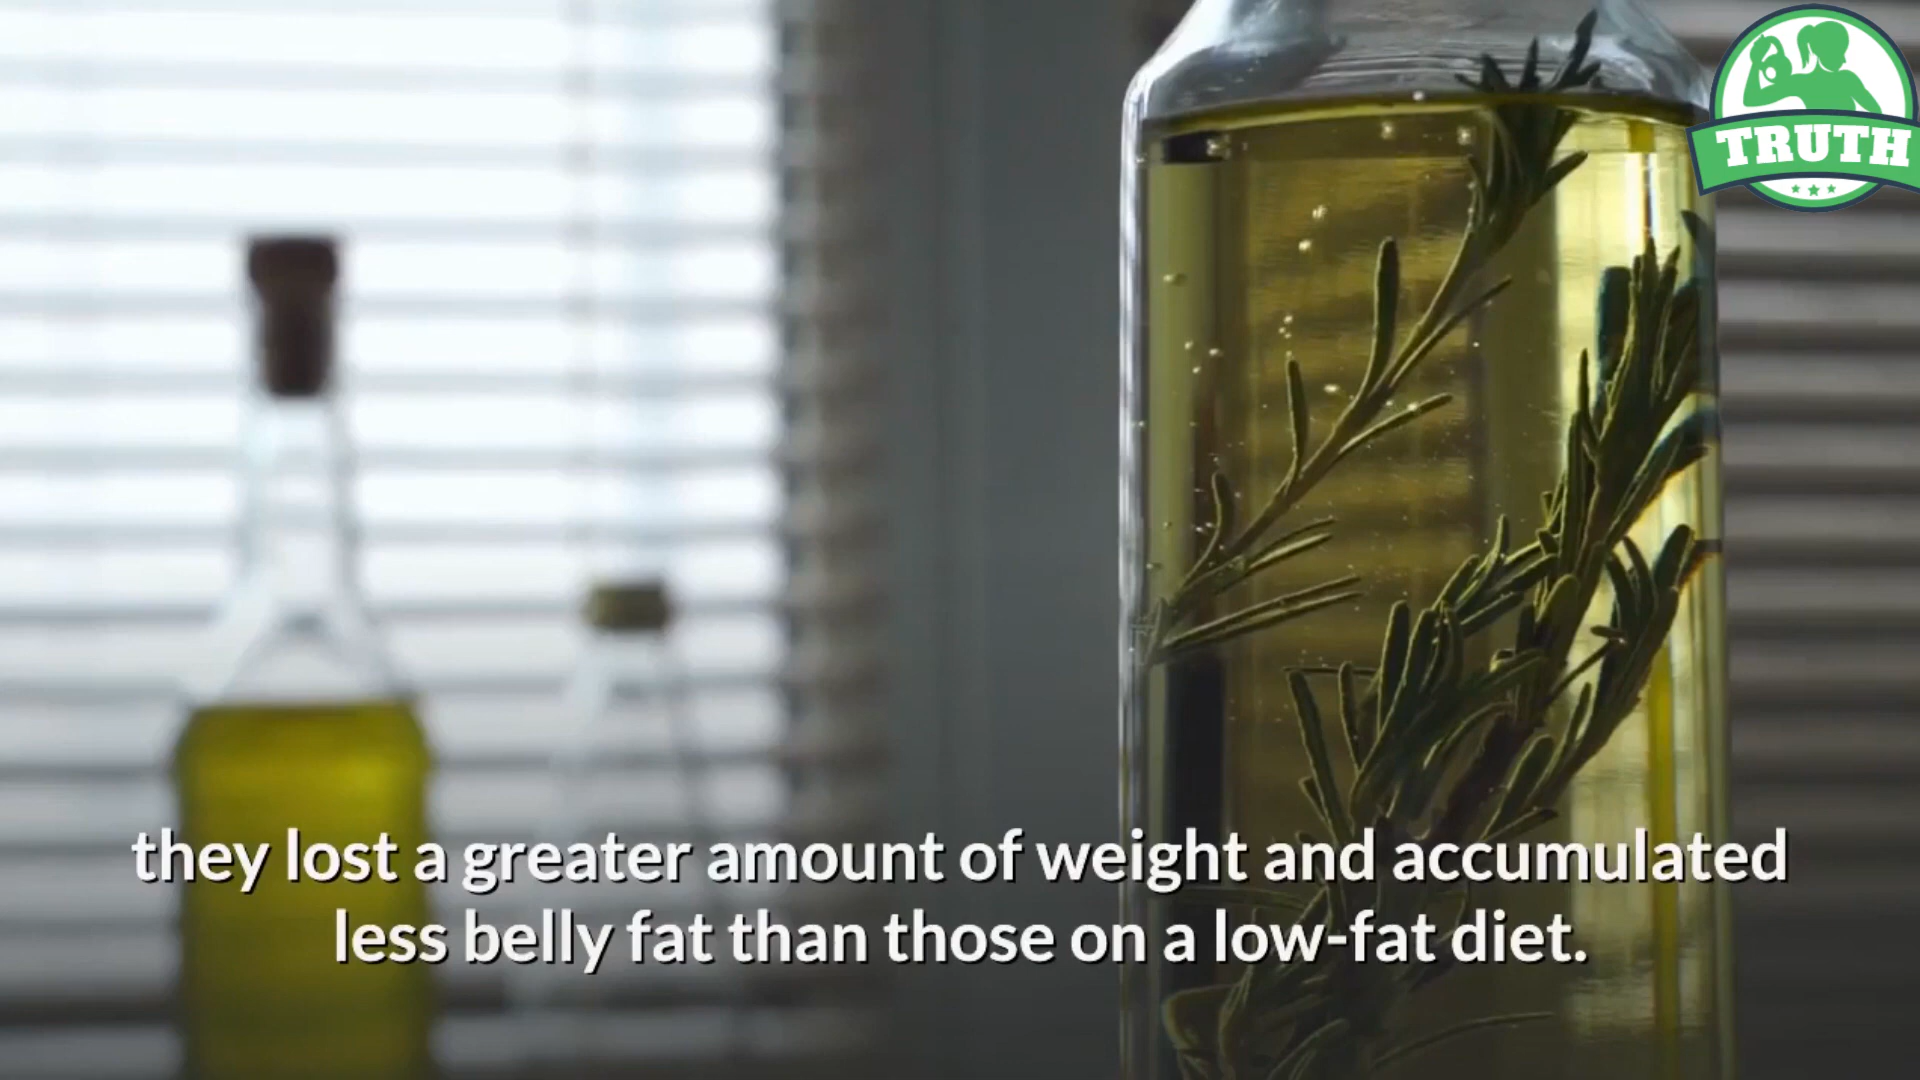 TRUTH
they lost a greater amount of weight and accumulated
less belly fat than those on a low-fat diet.